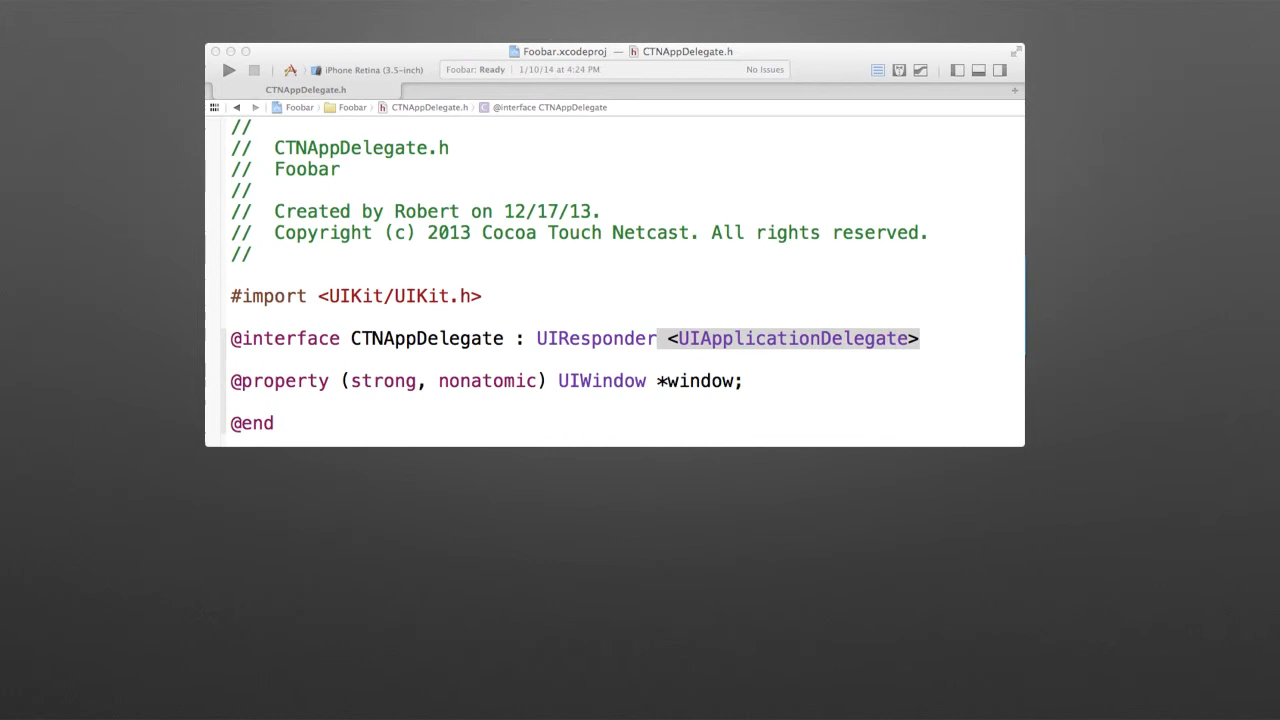 Foobar.xcodeproj — CTNAppDelegate.h
iPhone Retina (3.5-inch)
Foobar: Ready | 1/10/14 at 4:24 PM
No Issues
CTNAppDelegate.h
Foobar Foobar CTNAppDelegate.h @interface CTNAppDelegate
//
// CTNAppDelegate.h
// Foobar
//
// Created by Robert on 12/17/13.
// Copyright (c) 2013 Cocoa Touch Netcast. All rights reserved.
//
#import <UIKit/UIKit.h>
@interface CTNAppDelegate : UIResponder <UIApplicationDelegate>
@property (strong, nonatomic) UIWindow *window;
@end